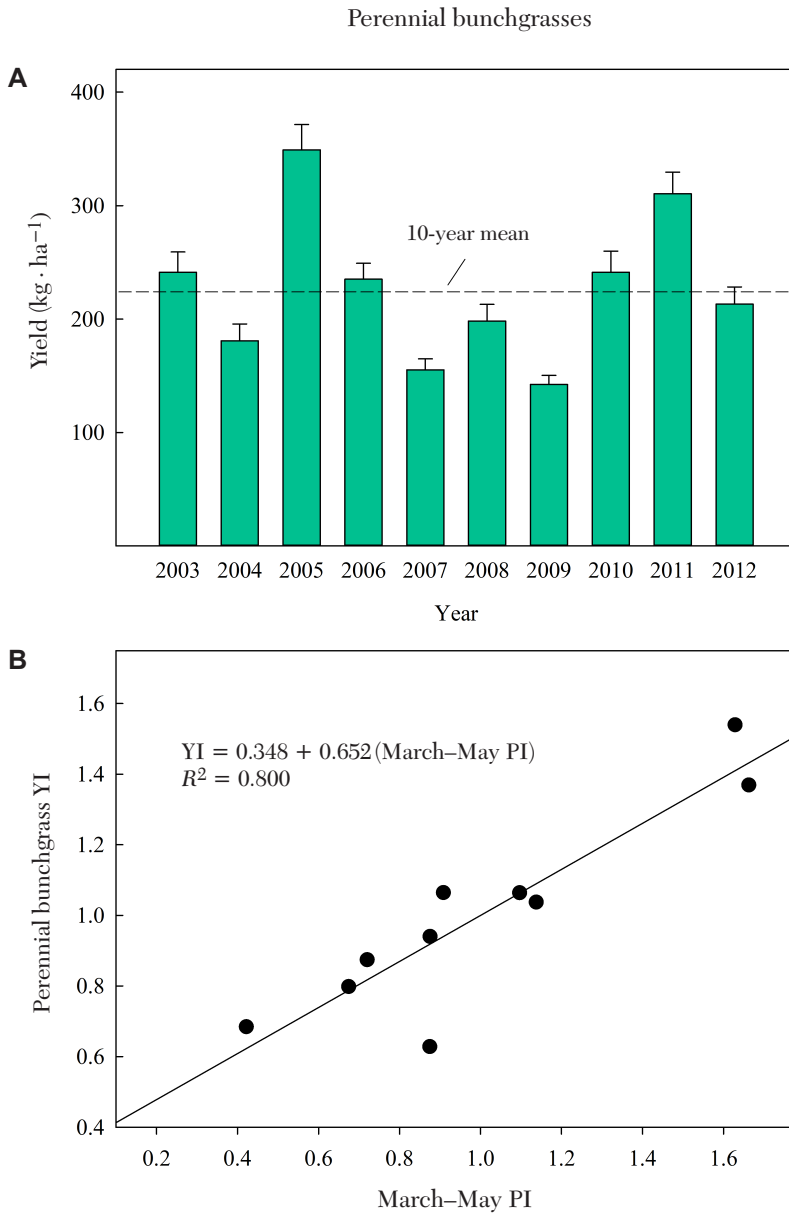 Perennial bunchgrasses
A
400
300
200
100
Yield (kg · ha⁻¹)
10-year mean
2003 2004 2005 2006 2007 2008 2009 2010 2011 2012
Year
B
1.6
1.4
1.2
1.0
0.8
0.6
0.4
Perennial bunchgrass YI
YI = 0.348 + 0.652 (March–May PI)
R² = 0.800
0.2 0.4 0.6 0.8 1.0 1.2 1.4 1.6
March–May PI